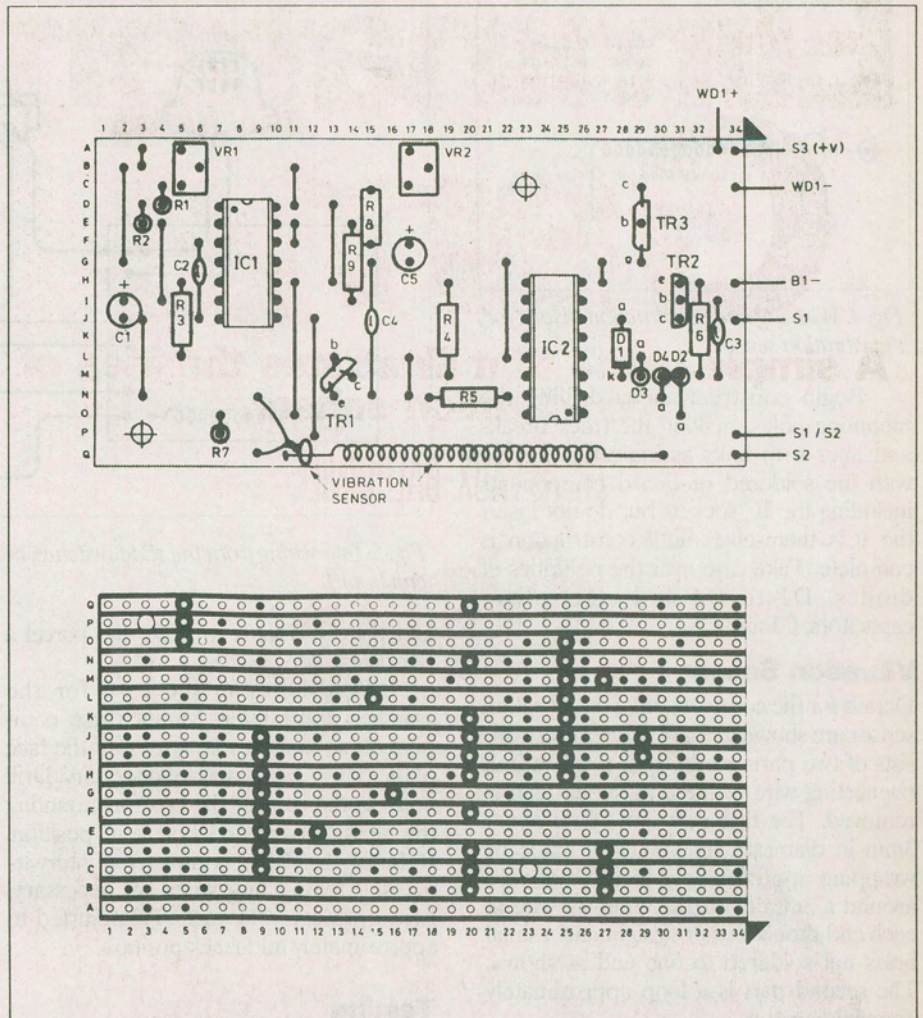 WD1+
1 2 3 4 5 6 7 8 9 10 11 12 13 14 15 16 17 18 19 20 21 22 23 24 25 26 27 28 29 30 31 32 34
A
B
C
D
E
F
G
H
I
J
K
L
M
N
O
P
Q
VR1
VR2
S3 (+v)
WD1−
R1
R2
c
b
e
TR3
R8
R9
C2
IC1
C5
TR2
e
b
c
B1−
S1
+
C1
R3
C4
R4
IC2
a
D1
k
a
D4 D2
D3
R6
C3
b
c
e
TR1
R5
a
a
R7
S1 / S2
S2
VIBRATION
SENSOR
Q
P
O
N
M
L
K
J
I
H
G
F
E
D
C
B
A
1 2 3 4 5 6 7 8 9 10 11 12 13 14 15 16 17 18 19 20 21 22 23 24 25 26 27 28 29 30 31 32 33 34